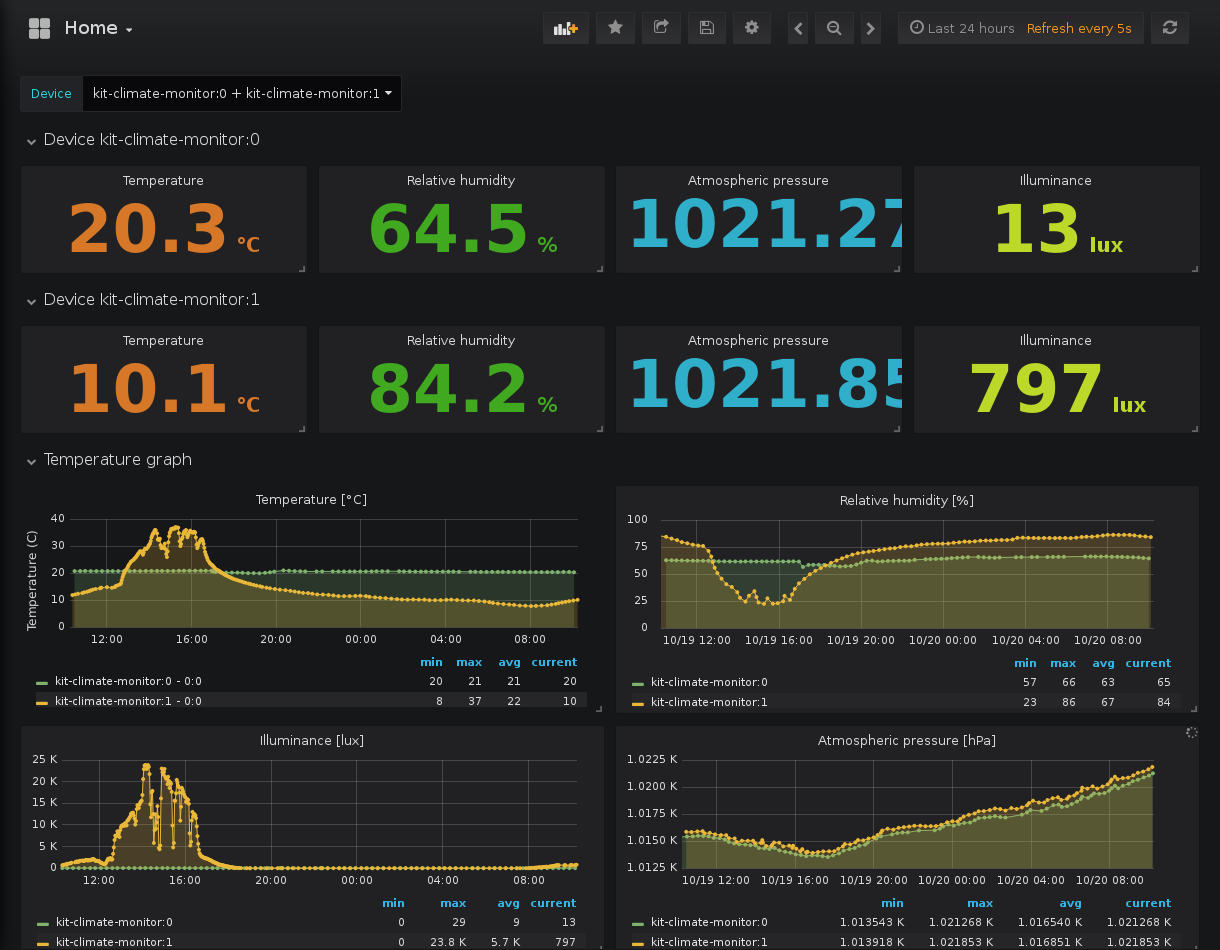 Home
Last 24 hours Refresh every 5s
Device kit-climate-monitor:0 + kit-climate-monitor:1
Device kit-climate-monitor:0
Temperature Relative humidity Atmospheric pressure Illuminance
20.3 °C 64.5 % 1021.27 13 lux
Device kit-climate-monitor:1
Temperature Relative humidity Atmospheric pressure Illuminance
10.1 °C 84.2 % 1021.85 797 lux
Temperature graph
Temperature [°C]
Temperature (C)
40
30
20
10
0
12:00 16:00 20:00 00:00 04:00 08:00
min max avg current
kit-climate-monitor:0 - 0:0 20 21 21 20
kit-climate-monitor:1 - 0:0 8 37 22 10
Relative humidity [%]
100
75
50
25
0
10/19 12:00 10/19 16:00 10/19 20:00 10/20 00:00 10/20 04:00 10/20 08:00
min max avg current
kit-climate-monitor:0 57 66 63 65
kit-climate-monitor:1 23 86 67 84
Illuminance [lux]
25 K
20 K
15 K
10 K
5 K
0
12:00 16:00 20:00 00:00 04:00 08:00
min max avg current
kit-climate-monitor:0 0 29 9 13
kit-climate-monitor:1 0 23.8 K 5.7 K 797
Atmospheric pressure [hPa]
1.0225 K
1.0200 K
1.0175 K
1.0150 K
1.0125 K
10/19 12:00 10/19 16:00 10/19 20:00 10/20 00:00 10/20 04:00 10/20 08:00
min max avg current
kit-climate-monitor:0 1.013543 K 1.021268 K 1.016540 K 1.021268 K
kit-climate-monitor:1 1.013918 K 1.021853 K 1.016851 K 1.021853 K